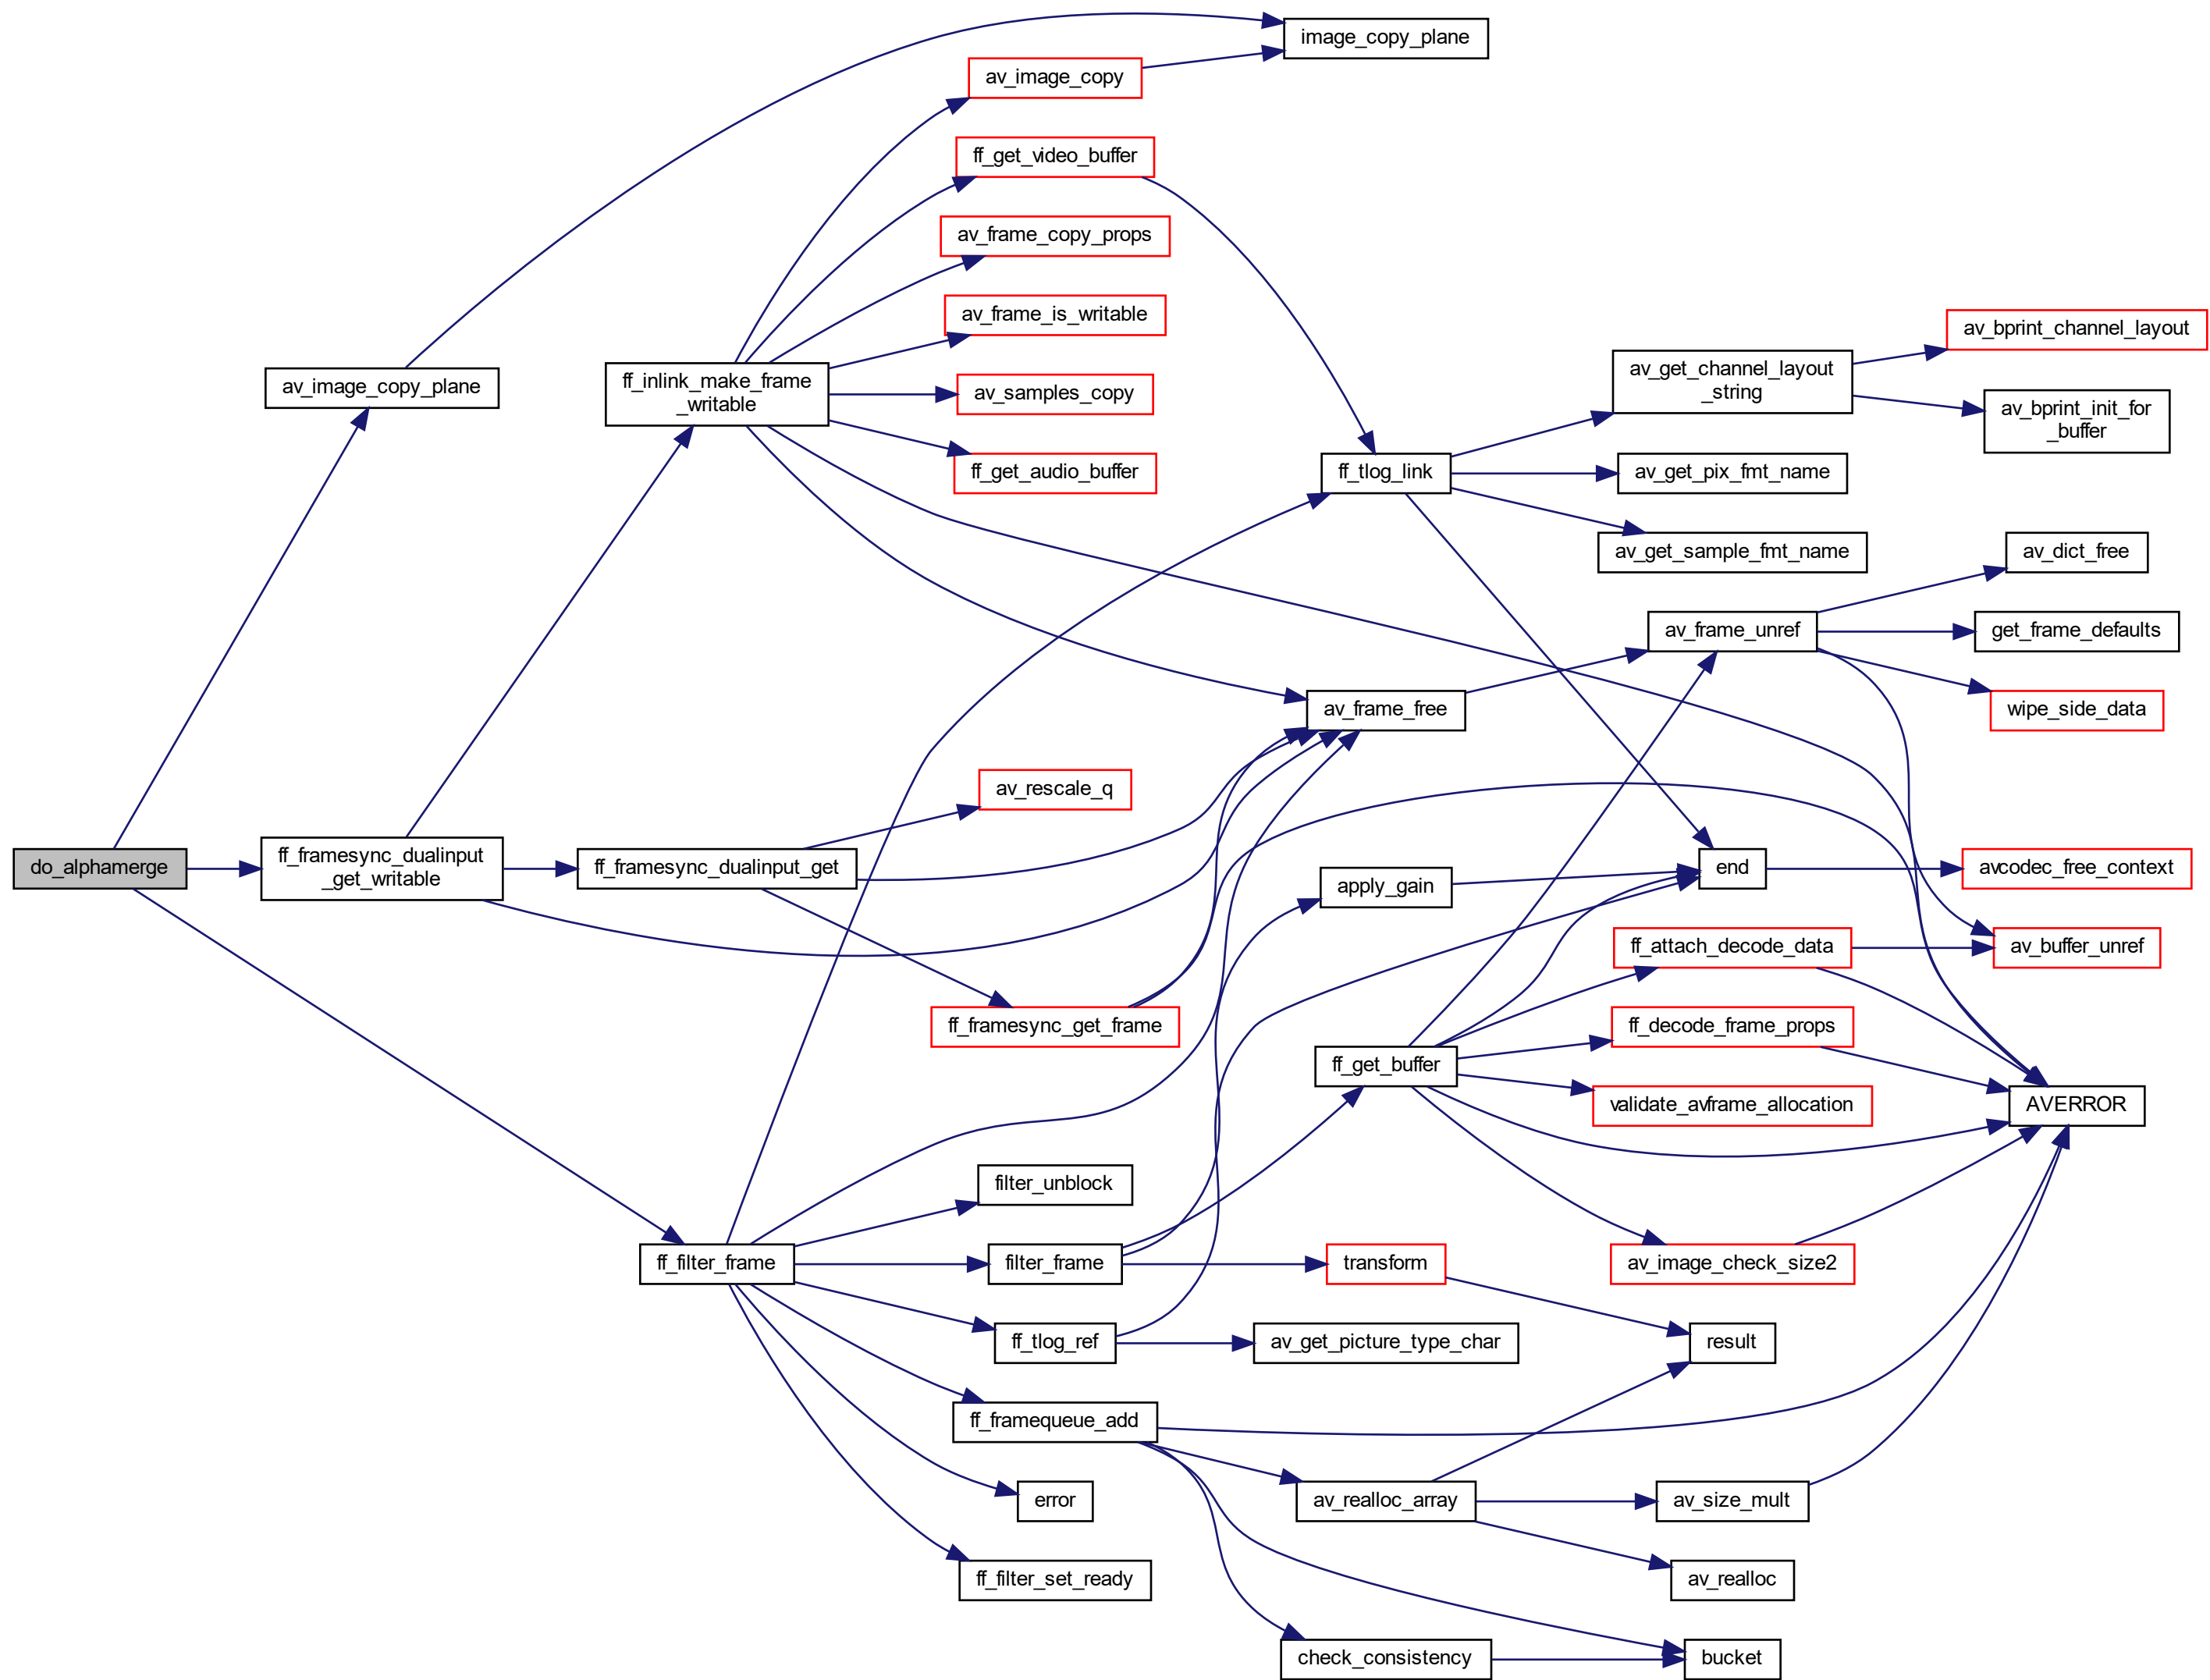 image_copy_plane
av_image_copy
ff_get_video_buffer
av_frame_copy_props
av_frame_is_writable
av_bprint_channel_layout
av_image_copy_plane
ff_inlink_make_frame
_writable
av_samples_copy
av_get_channel_layout
_string
av_bprint_init_for
_buffer
ff_get_audio_buffer
ff_tlog_link
av_get_pix_fmt_name
av_get_sample_fmt_name
av_dict_free
av_frame_unref
get_frame_defaults
av_frame_free
wipe_side_data
av_rescale_q
do_alphamerge
ff_framesync_dualinput
_get_writable
ff_framesync_dualinput_get
apply_gain
end
avcodec_free_context
ff_attach_decode_data
av_buffer_unref
ff_framesync_get_frame
ff_get_buffer
ff_decode_frame_props
validate_avframe_allocation
AVERROR
filter_unblock
ff_filter_frame
filter_frame
transform
av_image_check_size2
ff_tlog_ref
av_get_picture_type_char
result
ff_framequeue_add
error
av_realloc_array
av_size_mult
ff_filter_set_ready
av_realloc
check_consistency
bucket